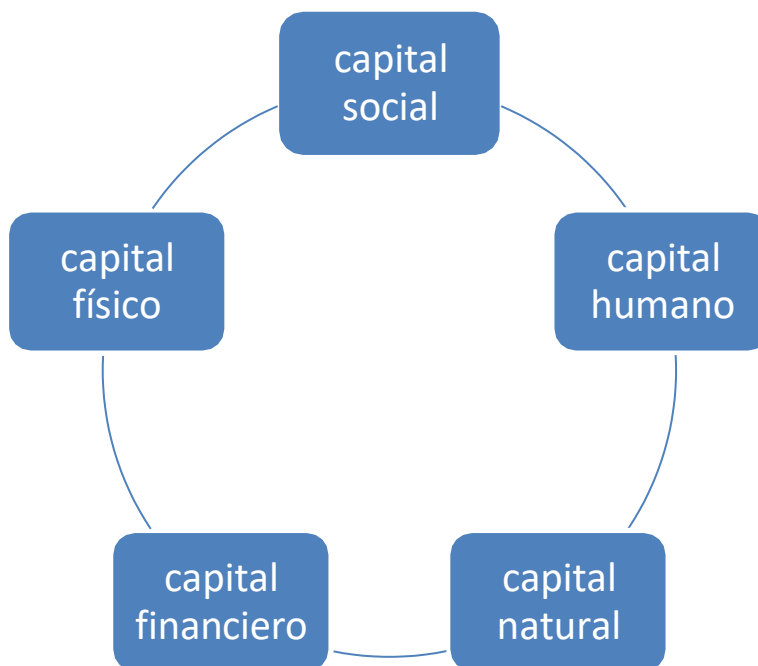 capital
social
capital
humano
capital
natural
capital
financiero
capital
físico